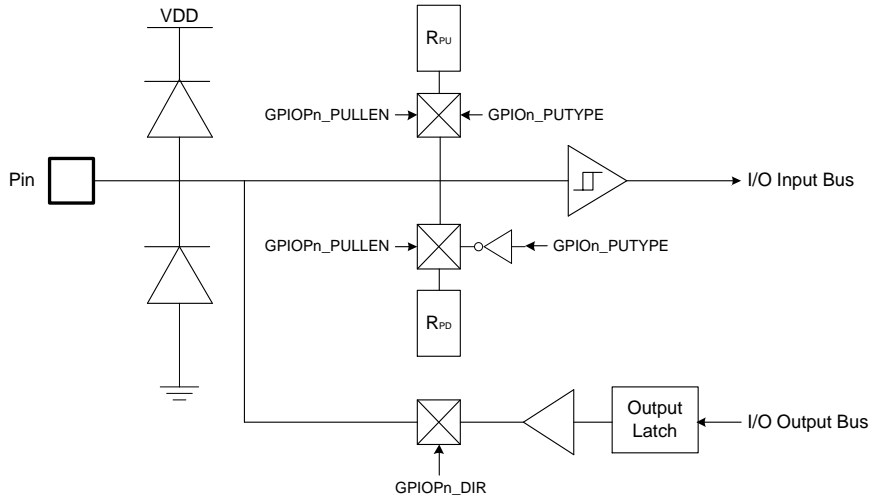 VDD
RPU
GPIOPn_PULLEN
GPIOn_PUTYPE
Pin
I/O Input Bus
GPIOPn_PULLEN
GPIOn_PUTYPE
RPD
Output
Latch
I/O Output Bus
GPIOPn_DIR